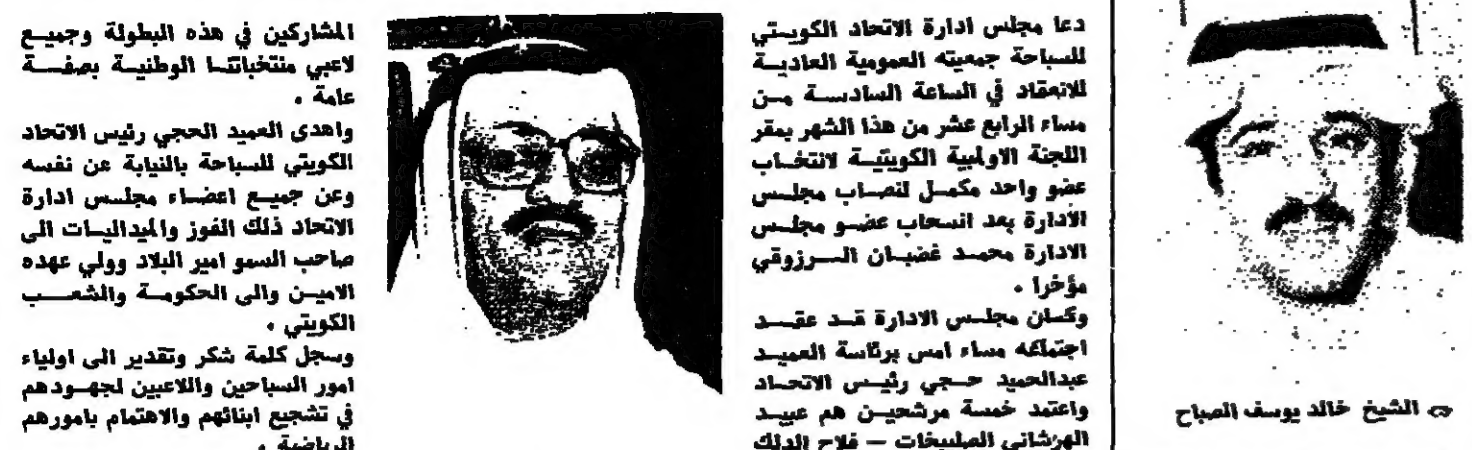 الشيخ خالد يوسف الصباح
دعا مجلس ادارة الاتحاد الكويتي
للسباحة جمعيته العمومية العادية
للانعقاد في الساعة السادسة من
مساء الرابع عشر من هذا الشهر بمقر
اللجنة الاولمبية الكويتية لانتخاب
عضو واحد مكمل لنصاب مجلس
الادارة بعد انسحاب عضو مجلس
الادارة محمد غضبان المرزوقي
مؤخرا .
وكان مجلس الادارة قد عقد
اجتماعه مساء امس برئاسة العميد
عبدالحميد حجي رئيس الاتحاد
واعتمد خمسة مرشحين هم عبيد
الهرشاني الصليبخات — فلاح الدلك
المشاركين في هذه البطولة وجميع
لاعبي منتخباتنا الوطنية بصفة
عامة .
واهدى العميد الحجي رئيس الاتحاد
الكويتي للسباحة بالنيابة عن نفسه
وعن جميع اعضاء مجلس ادارة
الاتحاد ذلك الفوز والميداليات الى
صاحب السمو امير البلاد وولي عهده
الامين والى الحكومة والشعب
الكويتي .
وسجل كلمة شكر وتقدير الى اولياء
امور السباحين واللاعبين لجهودهم
في تشجيع ابنائهم والاهتمام بامورهم
الرياضية .